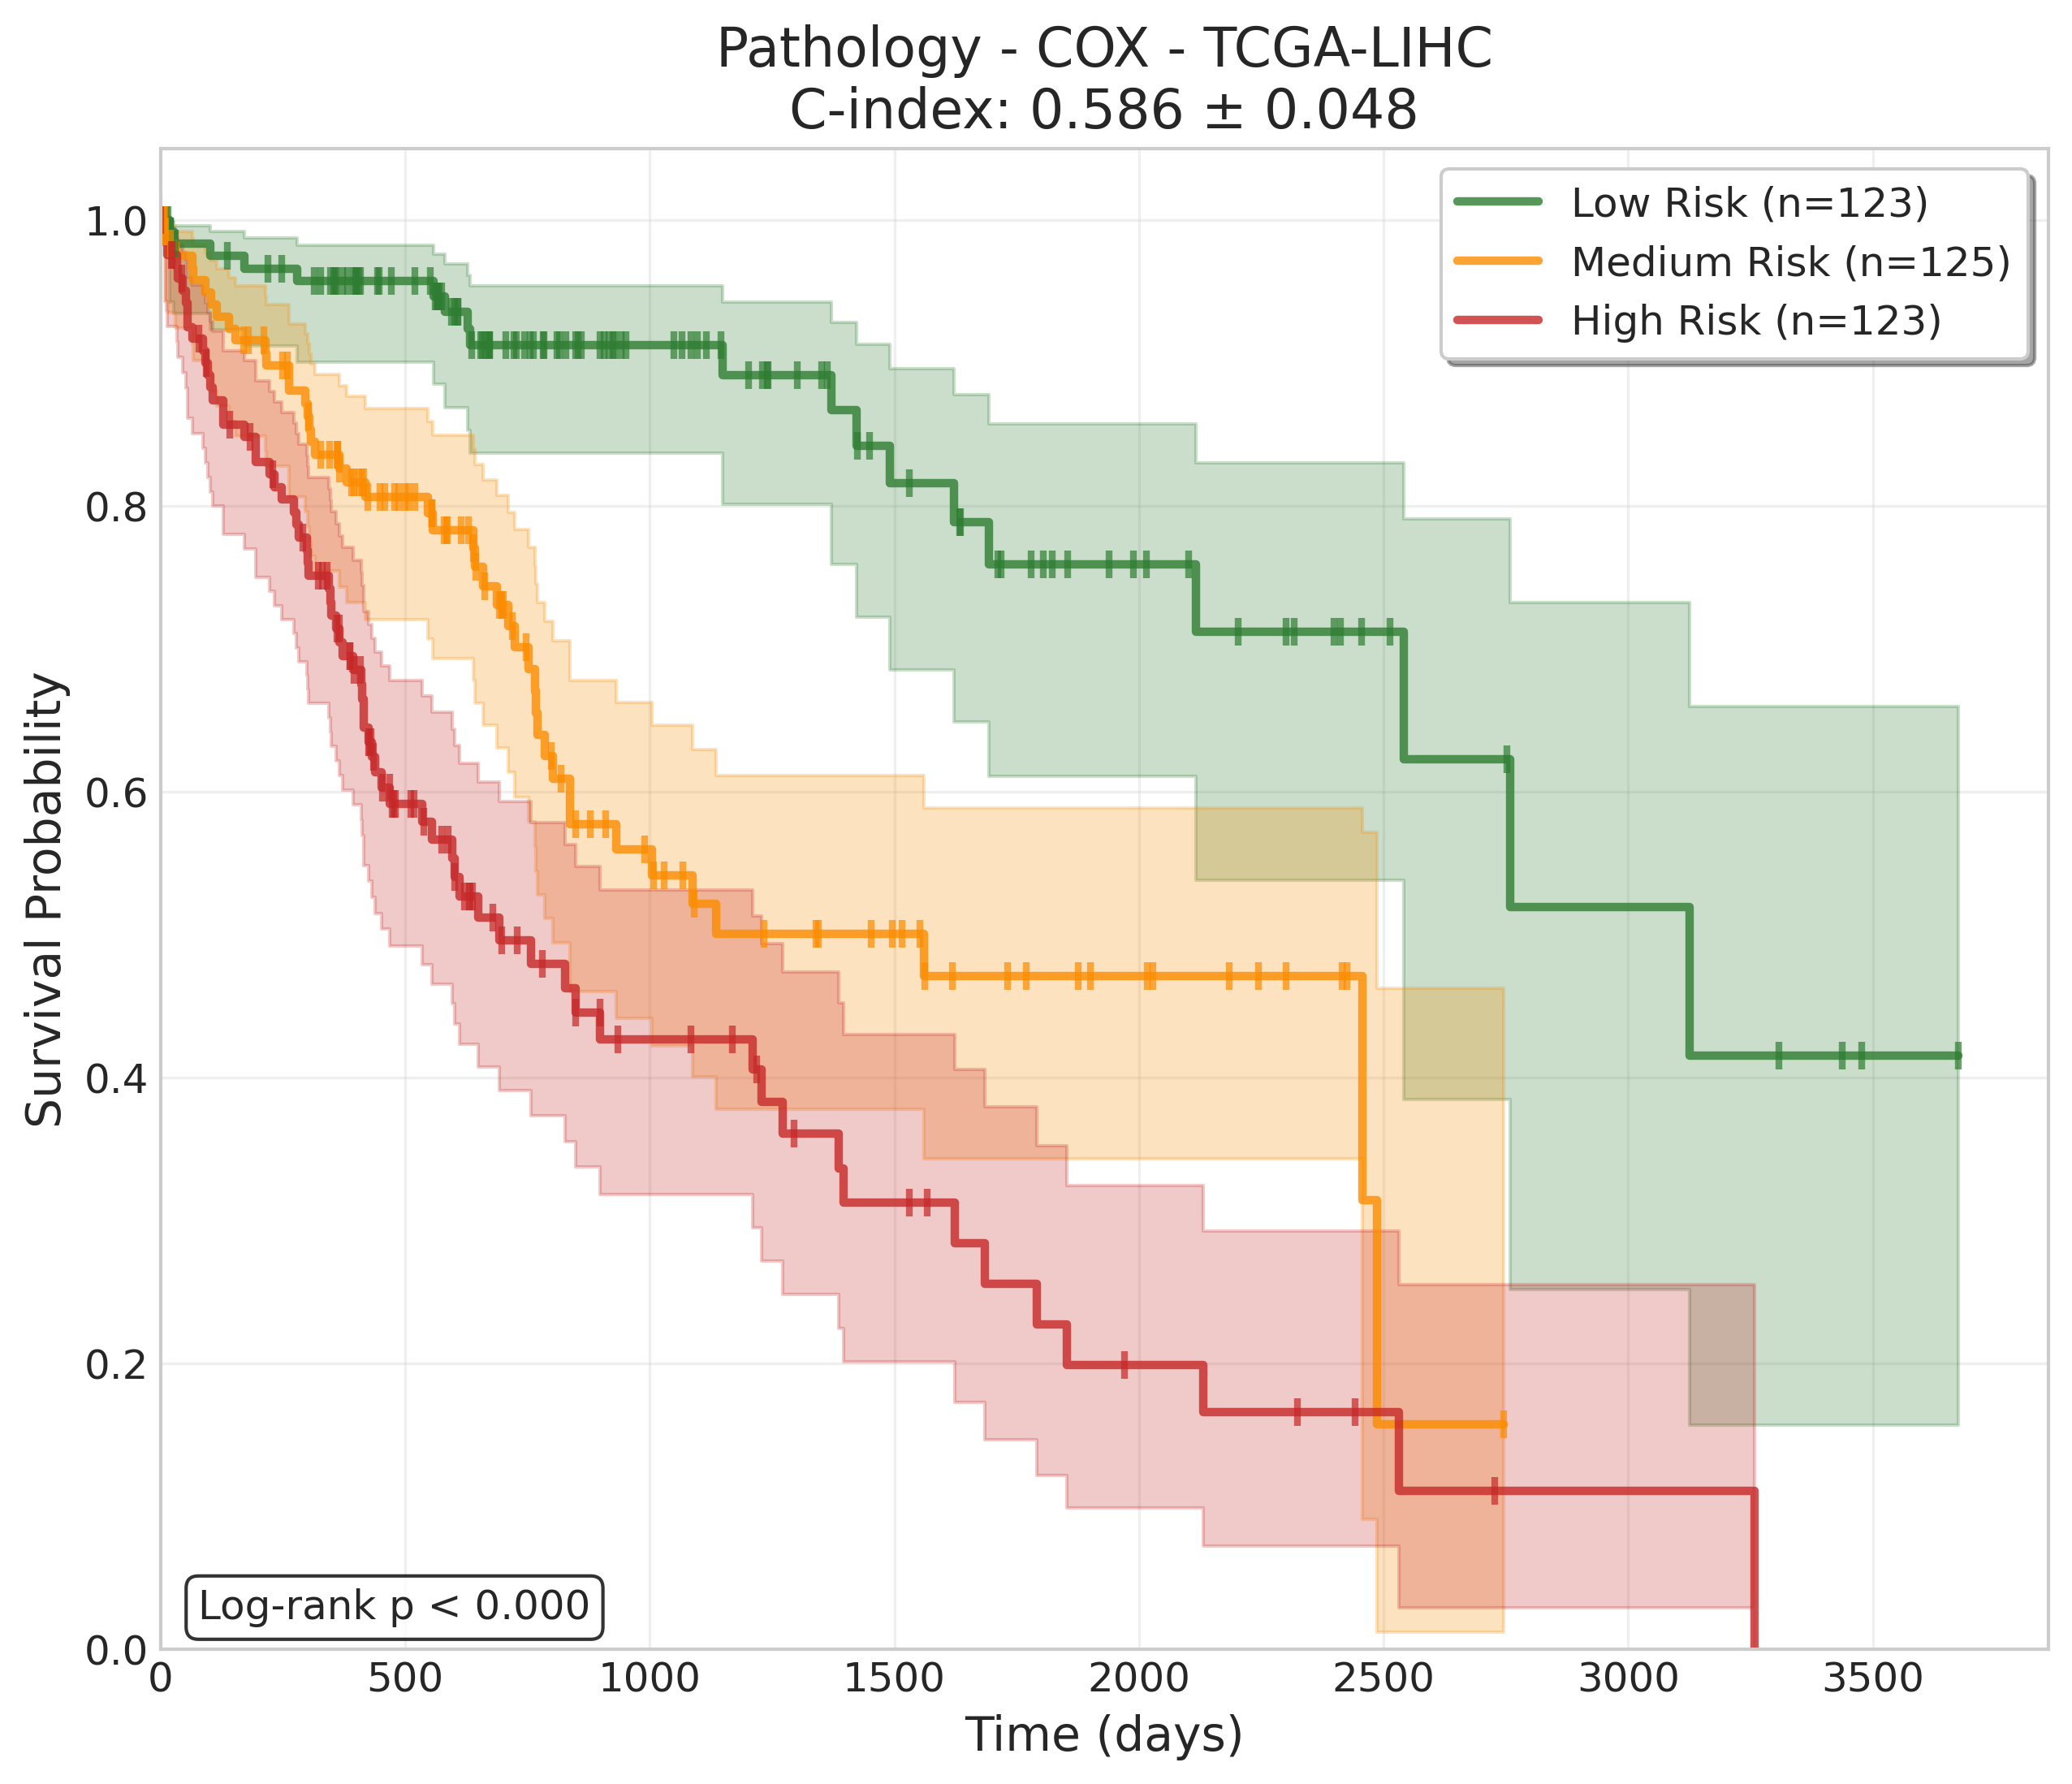 Pathology - COX - TCGA-LIHC
C-index: 0.586 ± 0.048
Low Risk (n=123)
Medium Risk (n=125)
High Risk (n=123)
Survival Probability
1.0
0.8
0.6
0.4
0.2
0.0
Log-rank p < 0.000
0 500 1000 1500 2000 2500 3000 3500
Time (days)